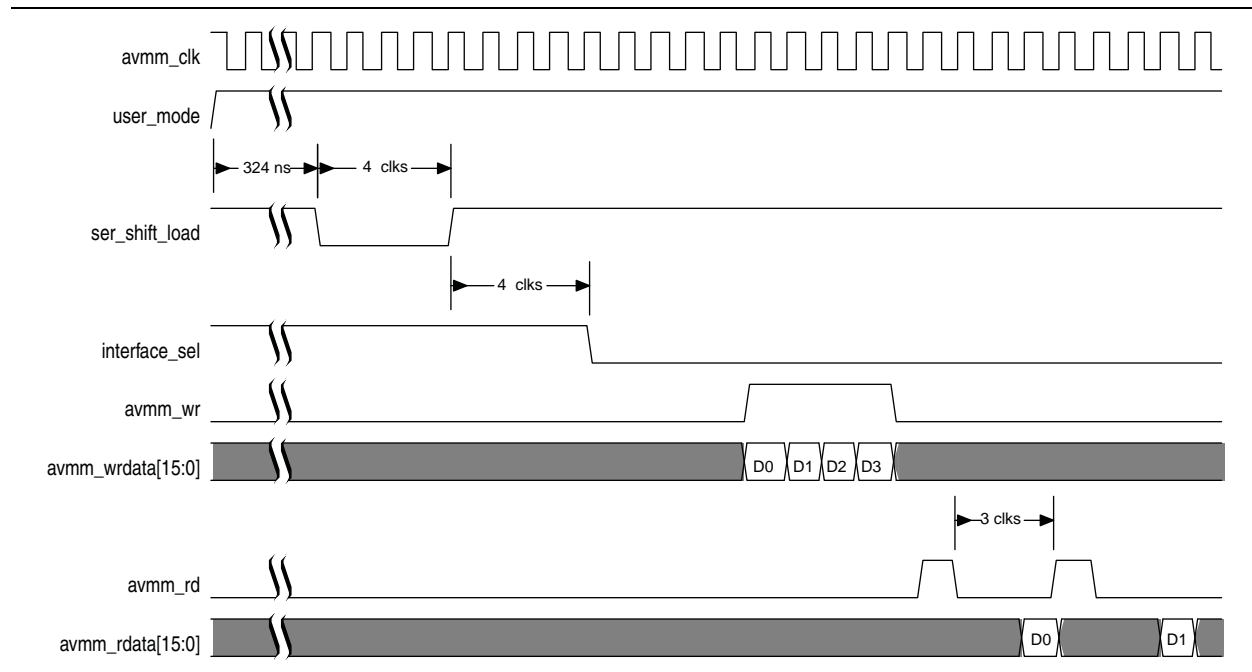 avmm_clk
user_mode
324 ns 4 clks
ser_shift_load
4 clks
interface_sel
avmm_wr
avmm_wrdata[15:0] D0 D1 D2 D3
3 clks
avmm_rd
avmm_rdata[15:0] D0 D1